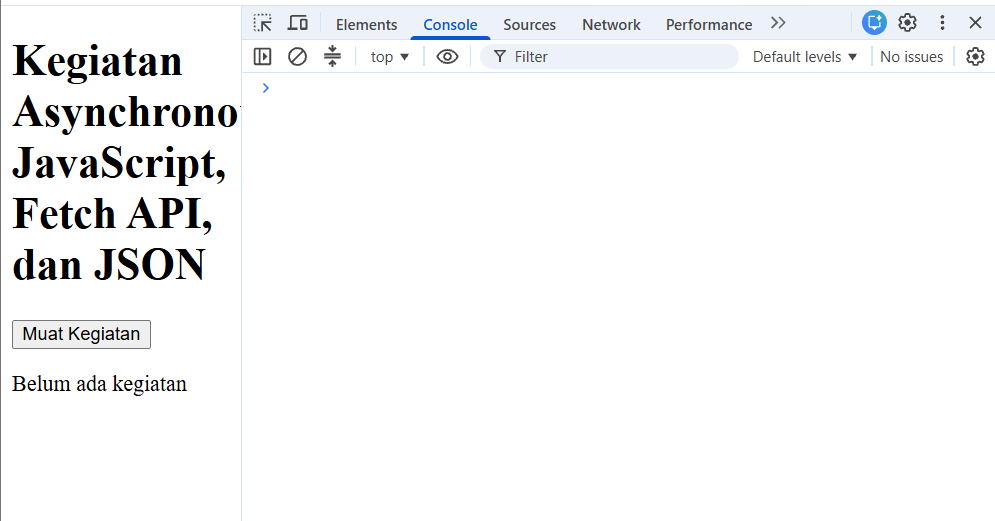 Kegiatan
JavaScript,
Fetch API,
dan JSON
Muat Kegiatan
Belum ada kegiatan
Elements Console Sources Network Performance
top Filter Default levels No issues